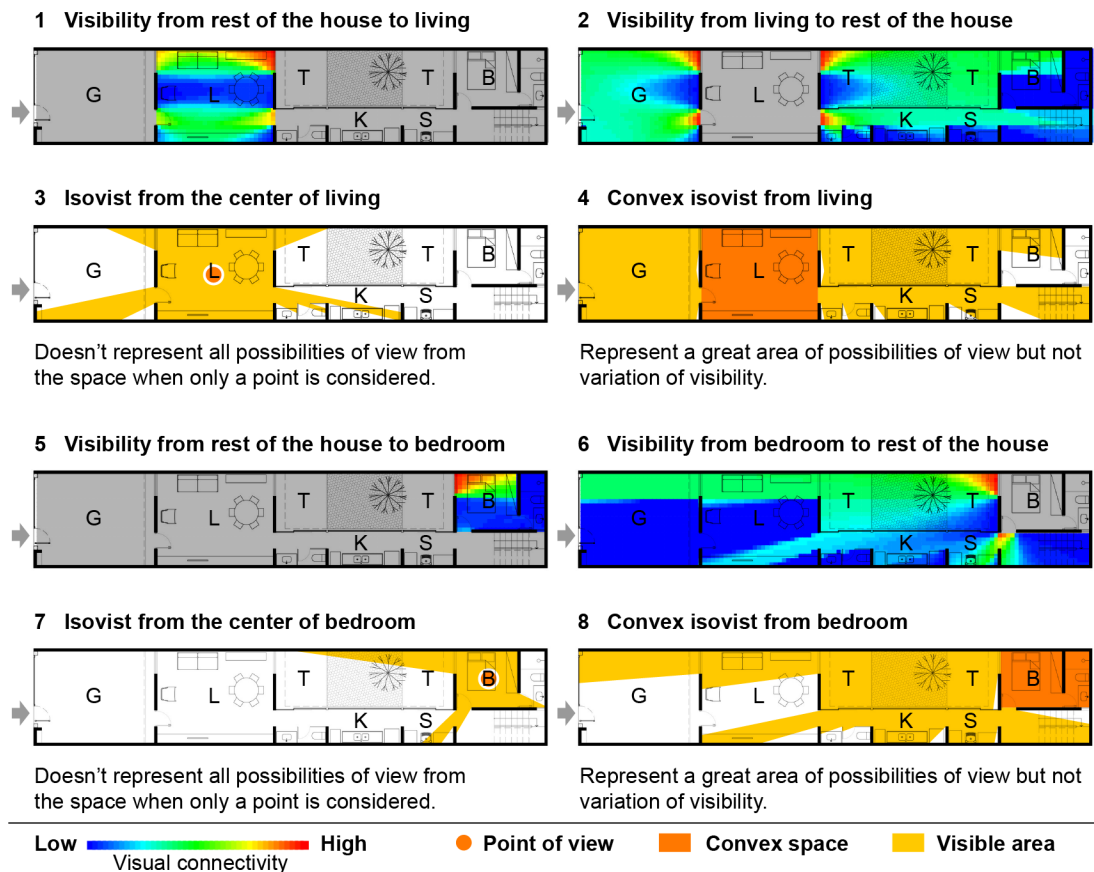 1 Visibility from rest of the house to living
G L T T B K S
2 Visibility from living to rest of the house
G L T T B K S
3 Isovist from the center of living
G L T T B K S
4 Convex isovist from living
G L T T B K S
Doesn’t represent all possibilities of view from
the space when only a point is considered.
Represent a great area of possibilities of view but not
variation of visibility.
5 Visibility from rest of the house to bedroom
G L T T B K S
6 Visibility from bedroom to rest of the house
G L T T B K S
7 Isovist from the center of bedroom
G L T T B K S
8 Convex isovist from bedroom
G L T T B K S
Doesn’t represent all possibilities of view from
the space when only a point is considered.
Represent a great area of possibilities of view but not
variation of visibility.
Low High Point of view Convex space Visible area
Visual connectivity